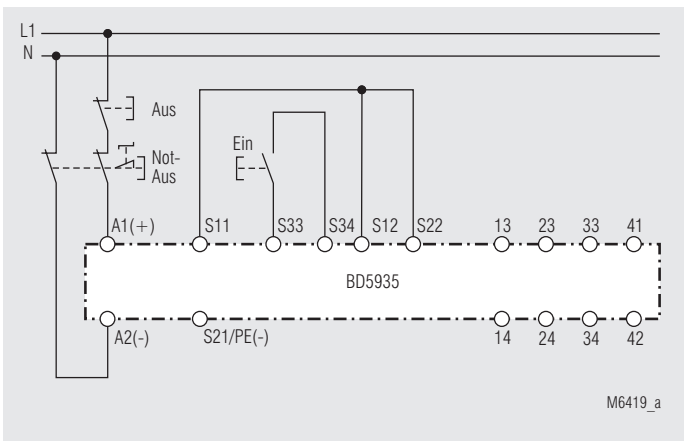 L1
N
Aus
Not-
Aus
Ein
A1(+) S11 S33 S34 S12 S22 13 23 33 41
BD5935
A2(-) S21/PE(-) 14 24 34 42
M6419_a